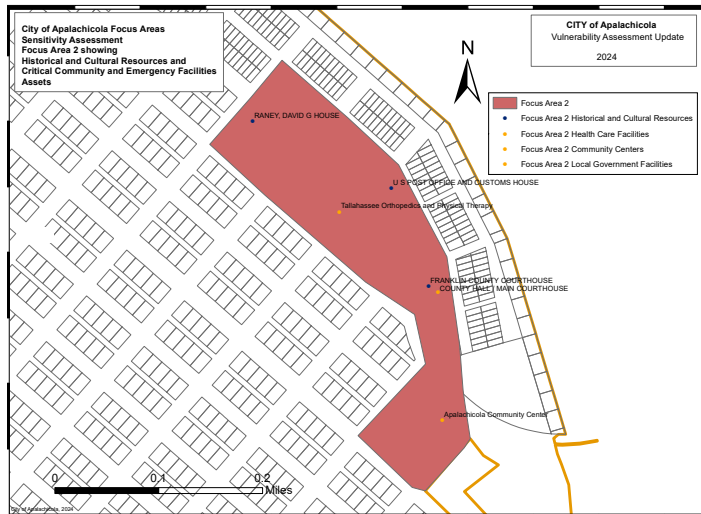 City of Apalachicola Focus Areas
Sensitivity Assessment
Focus Area 2 showing
Historical and Cultural Resources and
Critical Community and Emergency Facilities
Assets
CITY of Apalachicola
Vulnerability Assessment Update
2024
N
Focus Area 2
Focus Area 2 Historical and Cultural Resources
Focus Area 2 Health Care Facilities
Focus Area 2 Community Centers
Focus Area 2 Local Government Facilities
RANEY, DAVID G HOUSE
U S POST OFFICE AND CUSTOMS HOUSE
Tallahassee Orthopedics and Physical Therapy
FRANKLIN COUNTY COURTHOUSE
COUNTY HALL / MAIN COURTHOUSE
Apalachicola Community Center
0 0.1 0.2
Miles
City of Apalachicola, 2024